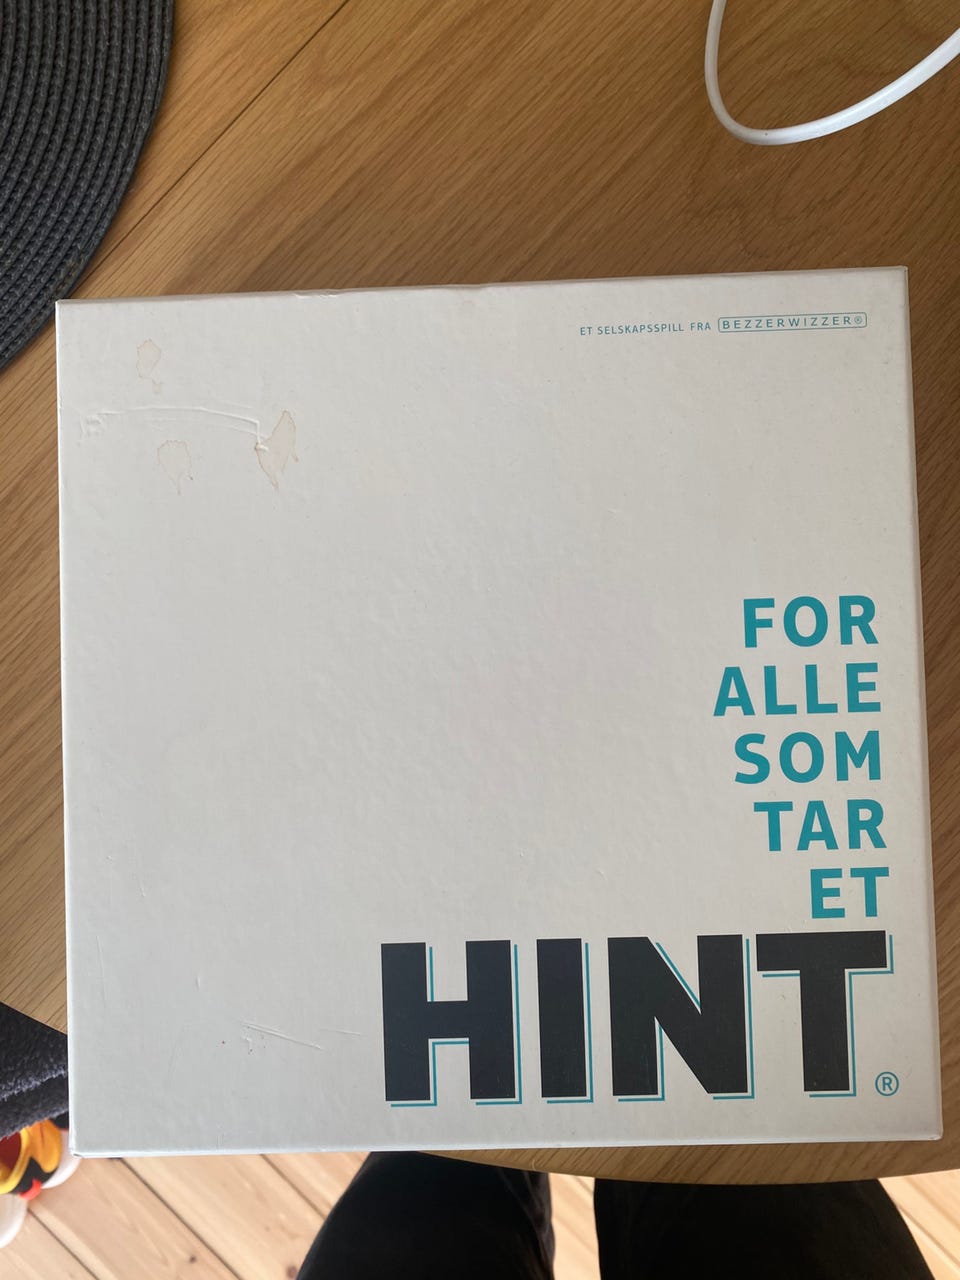 ET SELSKAPSSPILL FRA BEZZERWIZZER®
FOR
ALLE
SOM
TAR
ET
HINT®